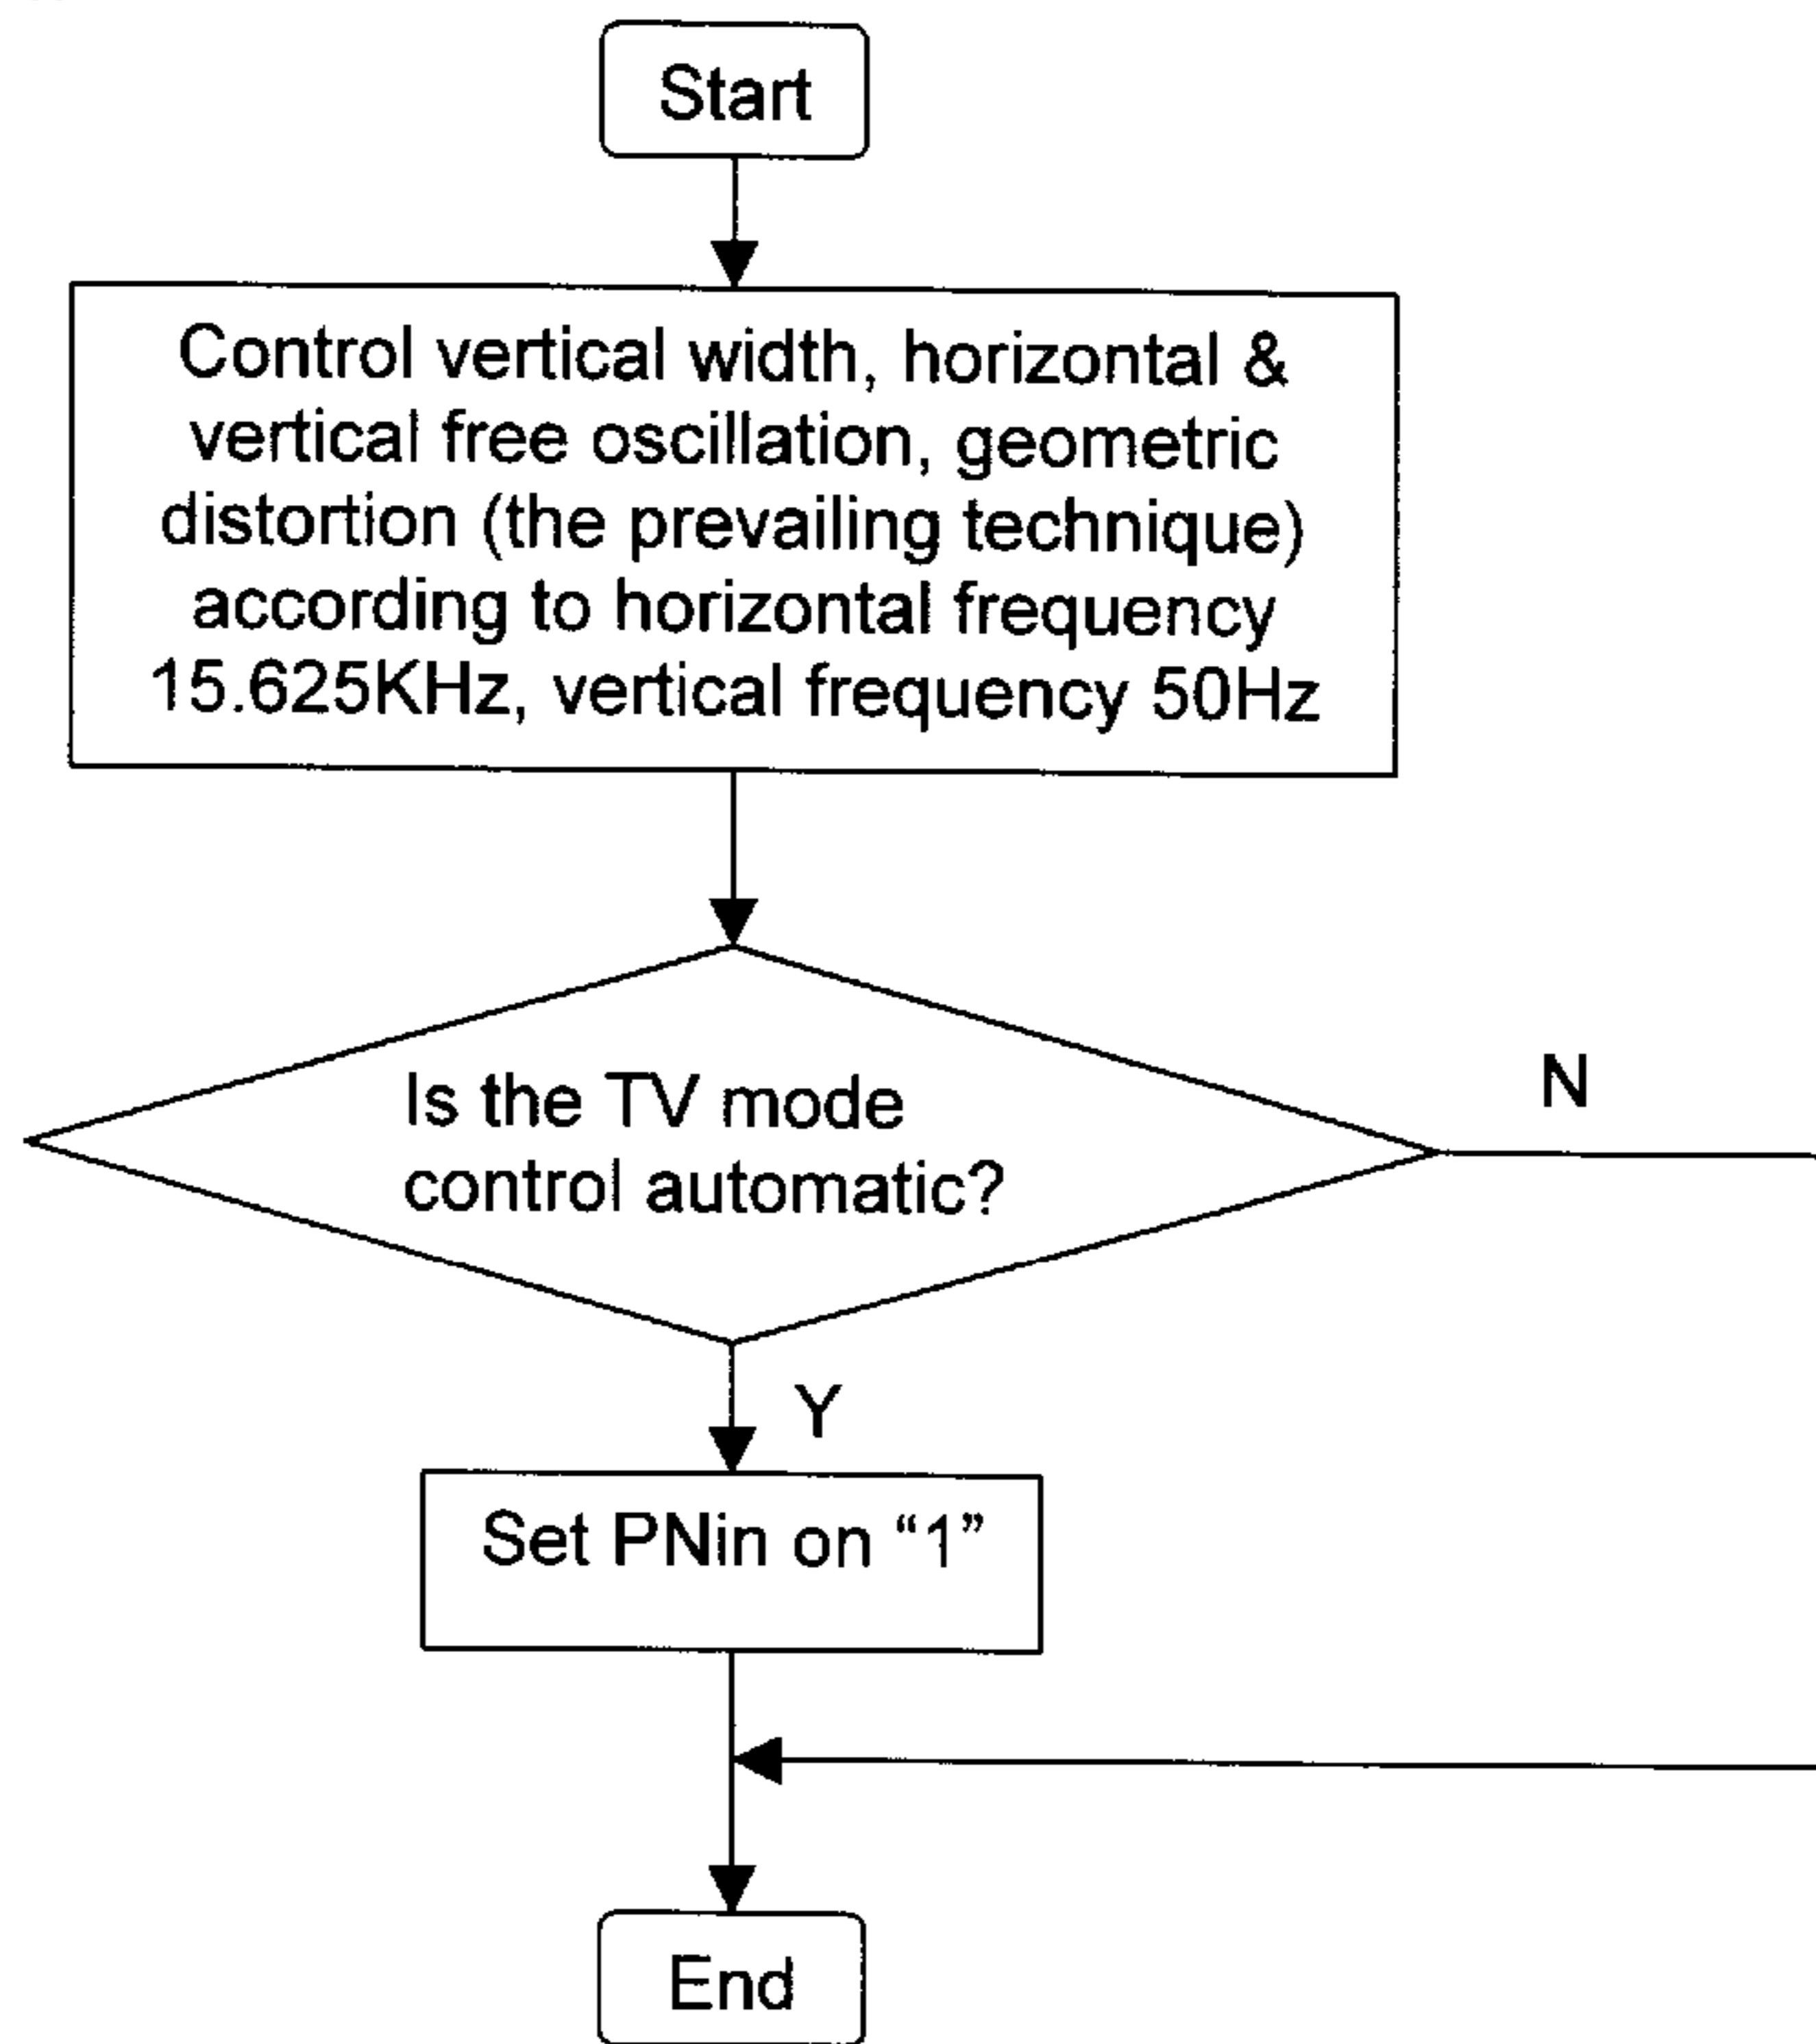 Start
Control vertical width, horizontal &
vertical free oscillation, geometric
distortion (the prevailing technique)
according to horizontal frequency
15.625KHz, vertical frequency 50Hz
Is the TV mode
control automatic?
N
Y
Set PNin on “1”
End